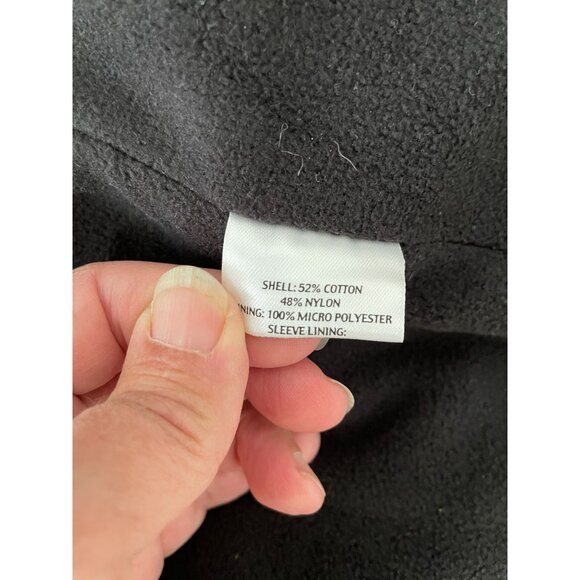 SHELL: 52% COTTON
48% NYLON
NING: 100% MICRO POLYESTER
SLEEVE LINING: